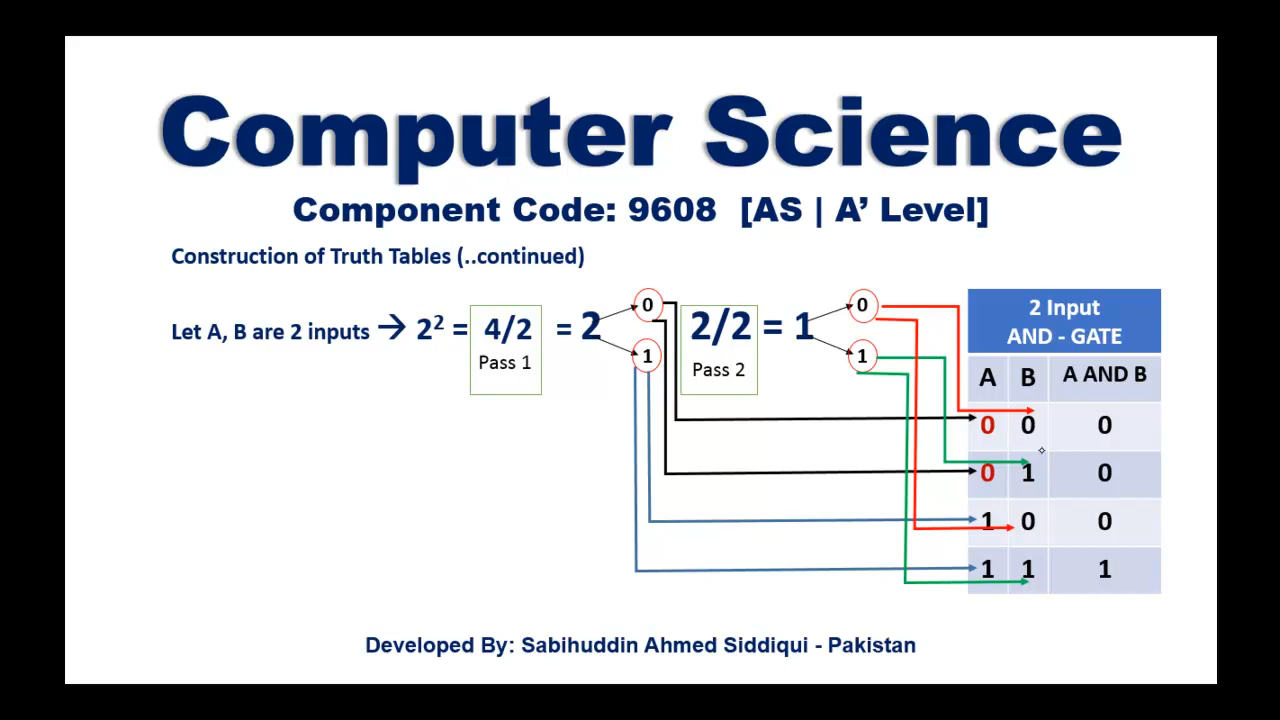 Computer Science
Component Code: 9608 [AS | A’ Level]
Construction of Truth Tables (..continued)
Let A, B are 2 inputs → 2² = 4/2 = 2 0 1 2/2 = 1 0 1
Pass 1 Pass 2
2 Input
AND - GATE
A B A AND B
0 0 0
0 1 0
1 0 0
1 1 1
Developed By: Sabihuddin Ahmed Siddiqui - Pakistan